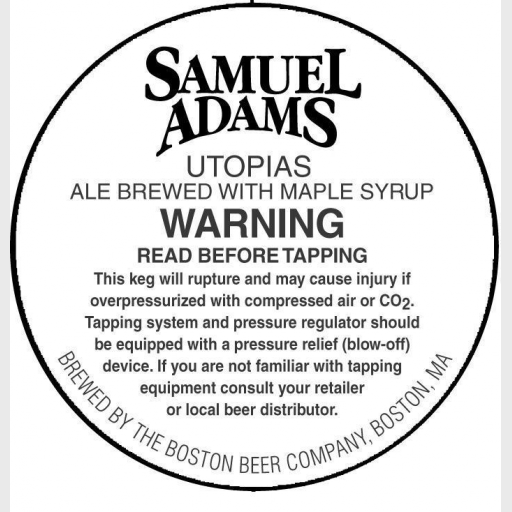 SAMUEL
ADAMS
UTOPIAS
ALE BREWED WITH MAPLE SYRUP
WARNING
READ BEFORE TAPPING
This keg will rupture and may cause injury if
overpressurized with compressed air or CO2.
Tapping system and pressure regulator should
be equipped with a pressure relief (blow-off)
device. If you are not familiar with tapping
equipment consult your retailer
or local beer distributor.
BREWED BY THE BOSTON BEER COMPANY, BOSTON, MA